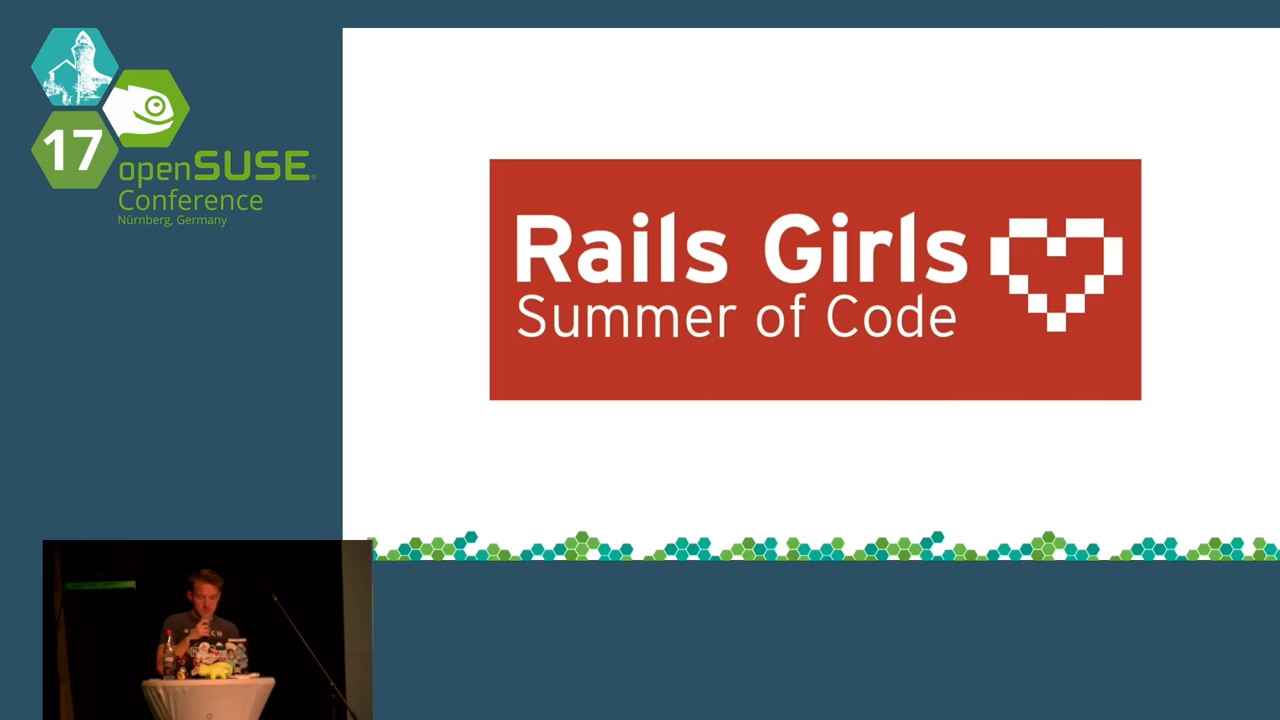 17
openSUSE
Conference
Nürnberg, Germany
Rails Girls
Summer of Code